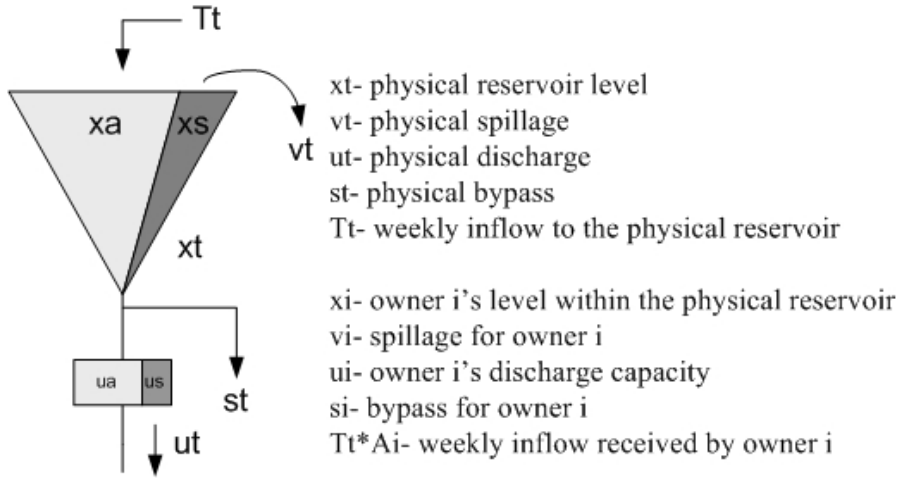 Tt
xa
xs
vt
xt
ua
us
st
ut
xt- physical reservoir level
vt- physical spillage
ut- physical discharge
st- physical bypass
Tt- weekly inflow to the physical reservoir
xi- owner i's level within the physical reservoir
vi- spillage for owner i
ui- owner i's discharge capacity
si- bypass for owner i
Tt*Ai- weekly inflow received by owner i